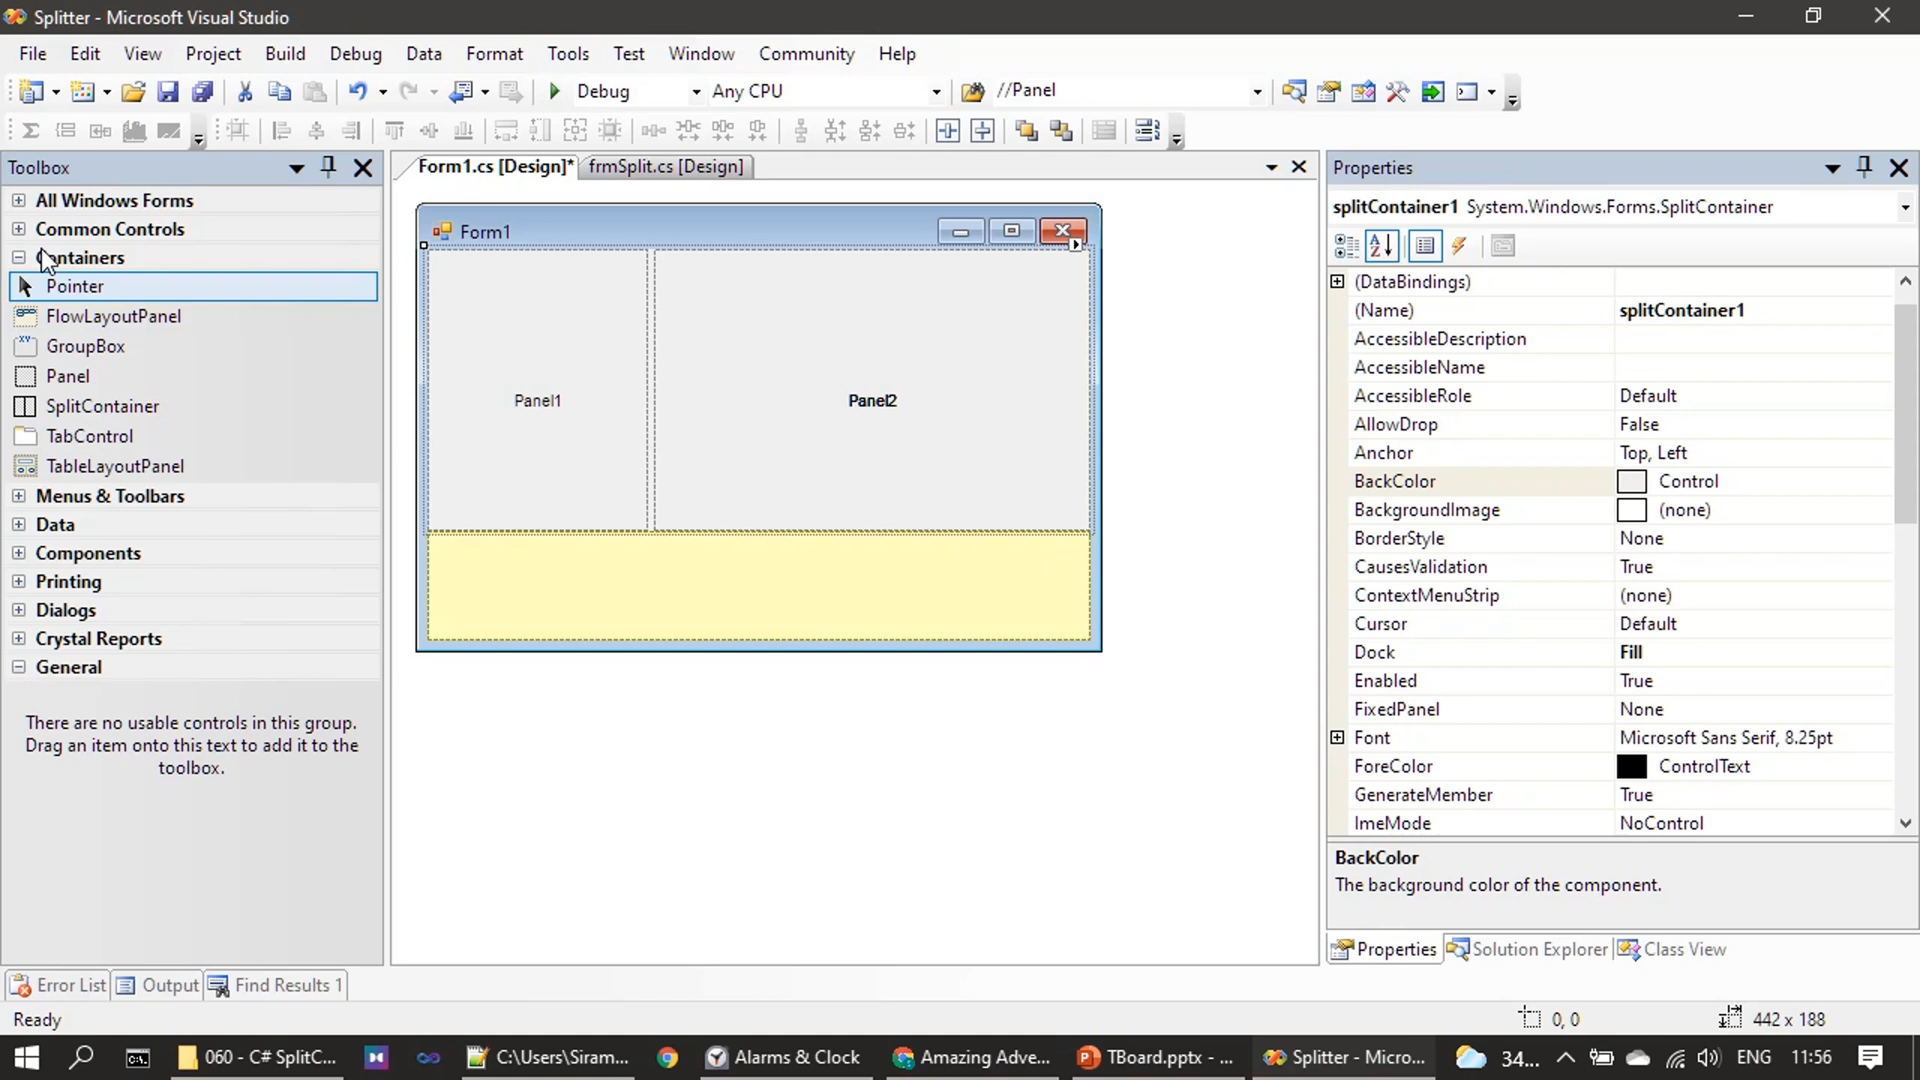 Splitter - Microsoft Visual Studio
File Edit View Project Build Debug Data Format Tools Test Window Community Help
Debug Any CPU //Panel
Toolbox
All Windows Forms
Common Controls
Containers
Pointer
FlowLayoutPanel
GroupBox
Panel
SplitContainer
TabControl
TableLayoutPanel
Menus & Toolbars
Data
Components
Printing
Dialogs
Crystal Reports
General
There are no usable controls in this group.
Drag an item onto this text to add it to the
toolbox.
Form1.cs [Design]* frmSplit.cs [Design]
Form1
Panel1 Panel2
Properties
splitContainer1 System.Windows.Forms.SplitContainer
(DataBindings)
(Name) splitContainer1
AccessibleDescription
AccessibleName
AccessibleRole Default
AllowDrop False
Anchor Top, Left
BackColor Control
BackgroundImage (none)
BorderStyle None
CausesValidation True
ContextMenuStrip (none)
Cursor Default
Dock Fill
Enabled True
FixedPanel None
Font Microsoft Sans Serif, 8.25pt
ForeColor ControlText
GenerateMember True
ImeMode NoControl
BackColor
The background color of the component.
Properties Solution Explorer Class View
Error List Output Find Results 1
Ready 0, 0 442 x 188
060 - C# SplitC... C:\Users\Siram... Alarms & Clock Amazing Adve... TBoard.pptx - ... Splitter - Micro... 34... ENG 11:56